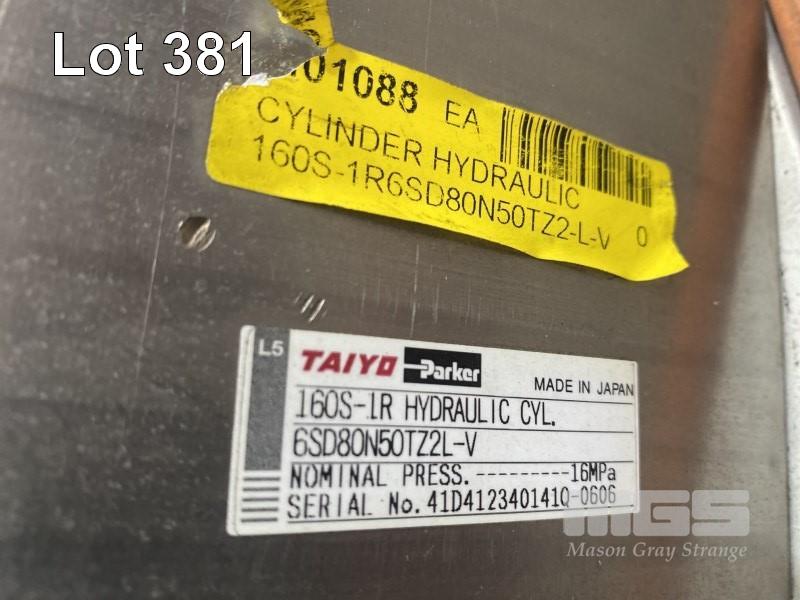 Lot 381
01088 EA
CYLINDER HYDRAULIC
160S-1R6SD80N50TZ2-L-V 0
L5 TAIYO Parker MADE IN JAPAN
160S-1R HYDRAULIC CYL.
6SD80N50TZ2L-V
NOMINAL PRESS. ---------16MPa
SERIAL No. 41D412340141Q-0606
MGS
Mason Gray Strange